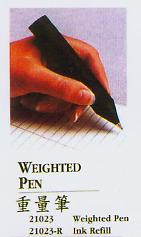 WEIGHTED
PEN
重量筆
21023 Weighted Pen
21023-R Ink Refill